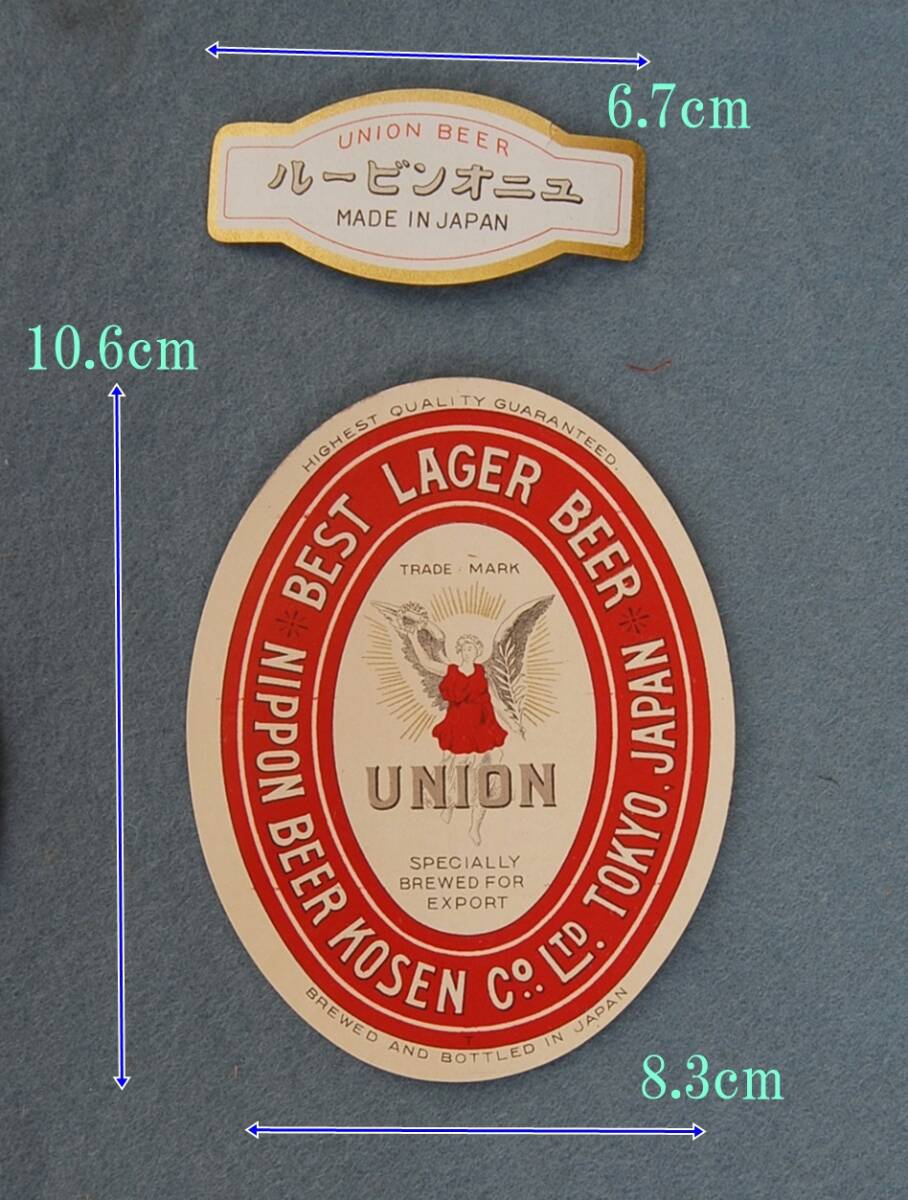 6.7cm
UNION BEER
ルービンオニユ
MADE IN JAPAN
10.6cm
HIGHEST QUALITY GUARANTEED.
BEST LAGER BEER
NIPPON BEER KOSEN Co.. LTD. TOKYO. JAPAN
TRADE MARK
UNION
SPECIALLY
BREWED FOR
EXPORT
T
BREWED AND BOTTLED IN JAPAN
8.3cm